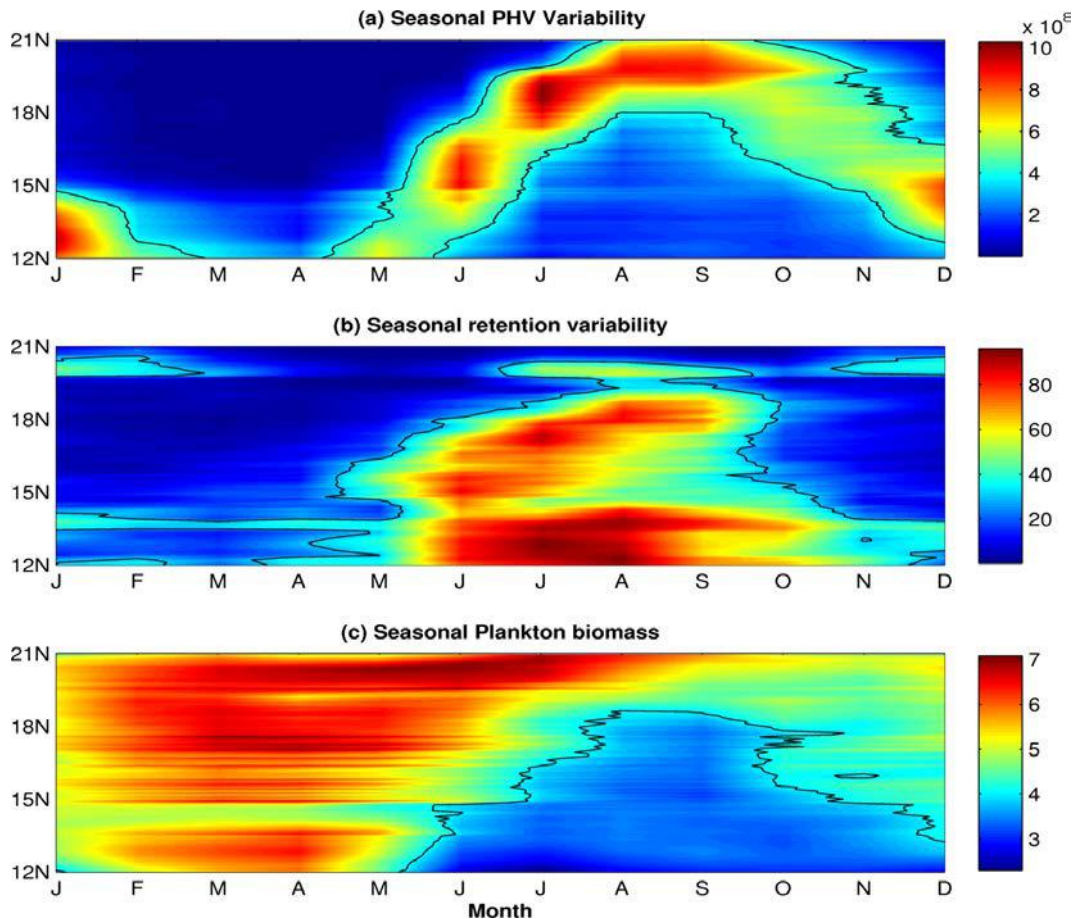 (a) Seasonal PHV Variability
x 10^8
21N
18N
15N
12N
J F M A M J J A S O N D
10
8
6
4
2
(b) Seasonal retention variability
21N
18N
15N
12N
J F M A M J J A S O N D
80
60
40
20
(c) Seasonal Plankton biomass
21N
18N
15N
12N
J F M A M J J A S O N D
Month
7
6
5
4
3